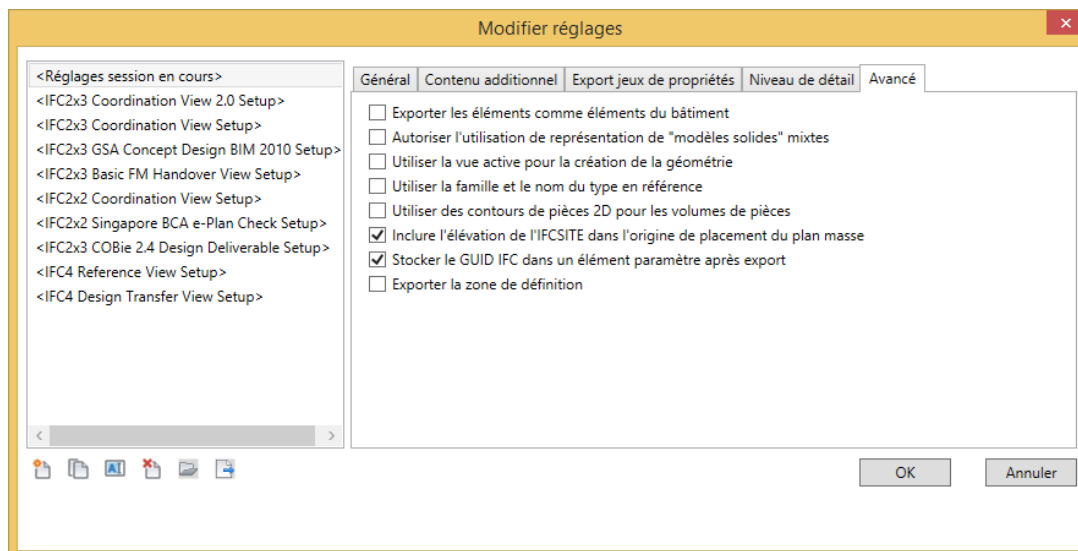 Modifier réglages
<Réglages session en cours>
<IFC2x3 Coordination View 2.0 Setup>
<IFC2x3 Coordination View Setup>
<IFC2x3 GSA Concept Design BIM 2010 Setup>
<IFC2x3 Basic FM Handover View Setup>
<IFC2x2 Coordination View Setup>
<IFC2x2 Singapore BCA e-Plan Check Setup>
<IFC2x3 COBie 2.4 Design Deliverable Setup>
<IFC4 Reference View Setup>
<IFC4 Design Transfer View Setup>
Général Contenu additionnel Export jeux de propriétés Niveau de détail Avancé
Exporter les éléments comme éléments du bâtiment
Autoriser l'utilisation de représentation de "modèles solides" mixtes
Utiliser la vue active pour la création de la géométrie
Utiliser la famille et le nom du type en référence
Utiliser des contours de pièces 2D pour les volumes de pièces
Inclure l'élévation de l'IFCSITE dans l'origine de placement du plan masse
Stocker le GUID IFC dans un élément paramètre après export
Exporter la zone de définition
OK Annuler